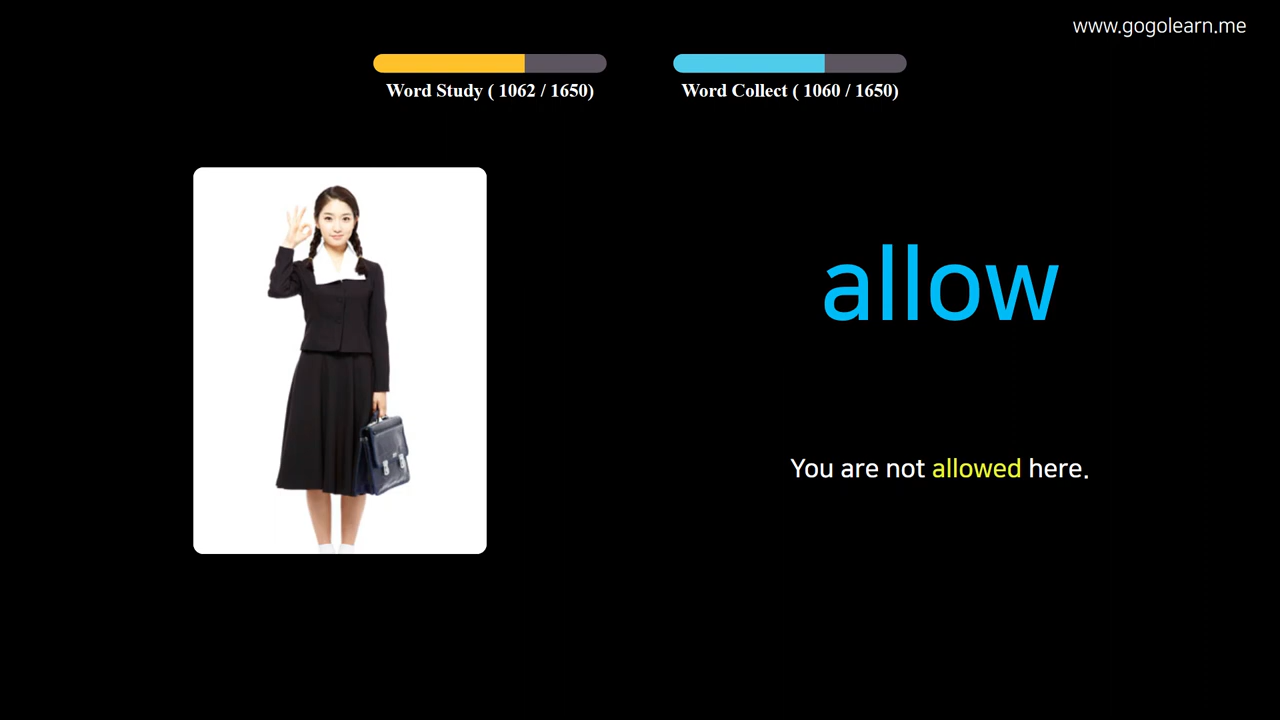 www.gogolearn.me
Word Study ( 1062 / 1650)
Word Collect ( 1060 / 1650)
allow
You are not allowed here.